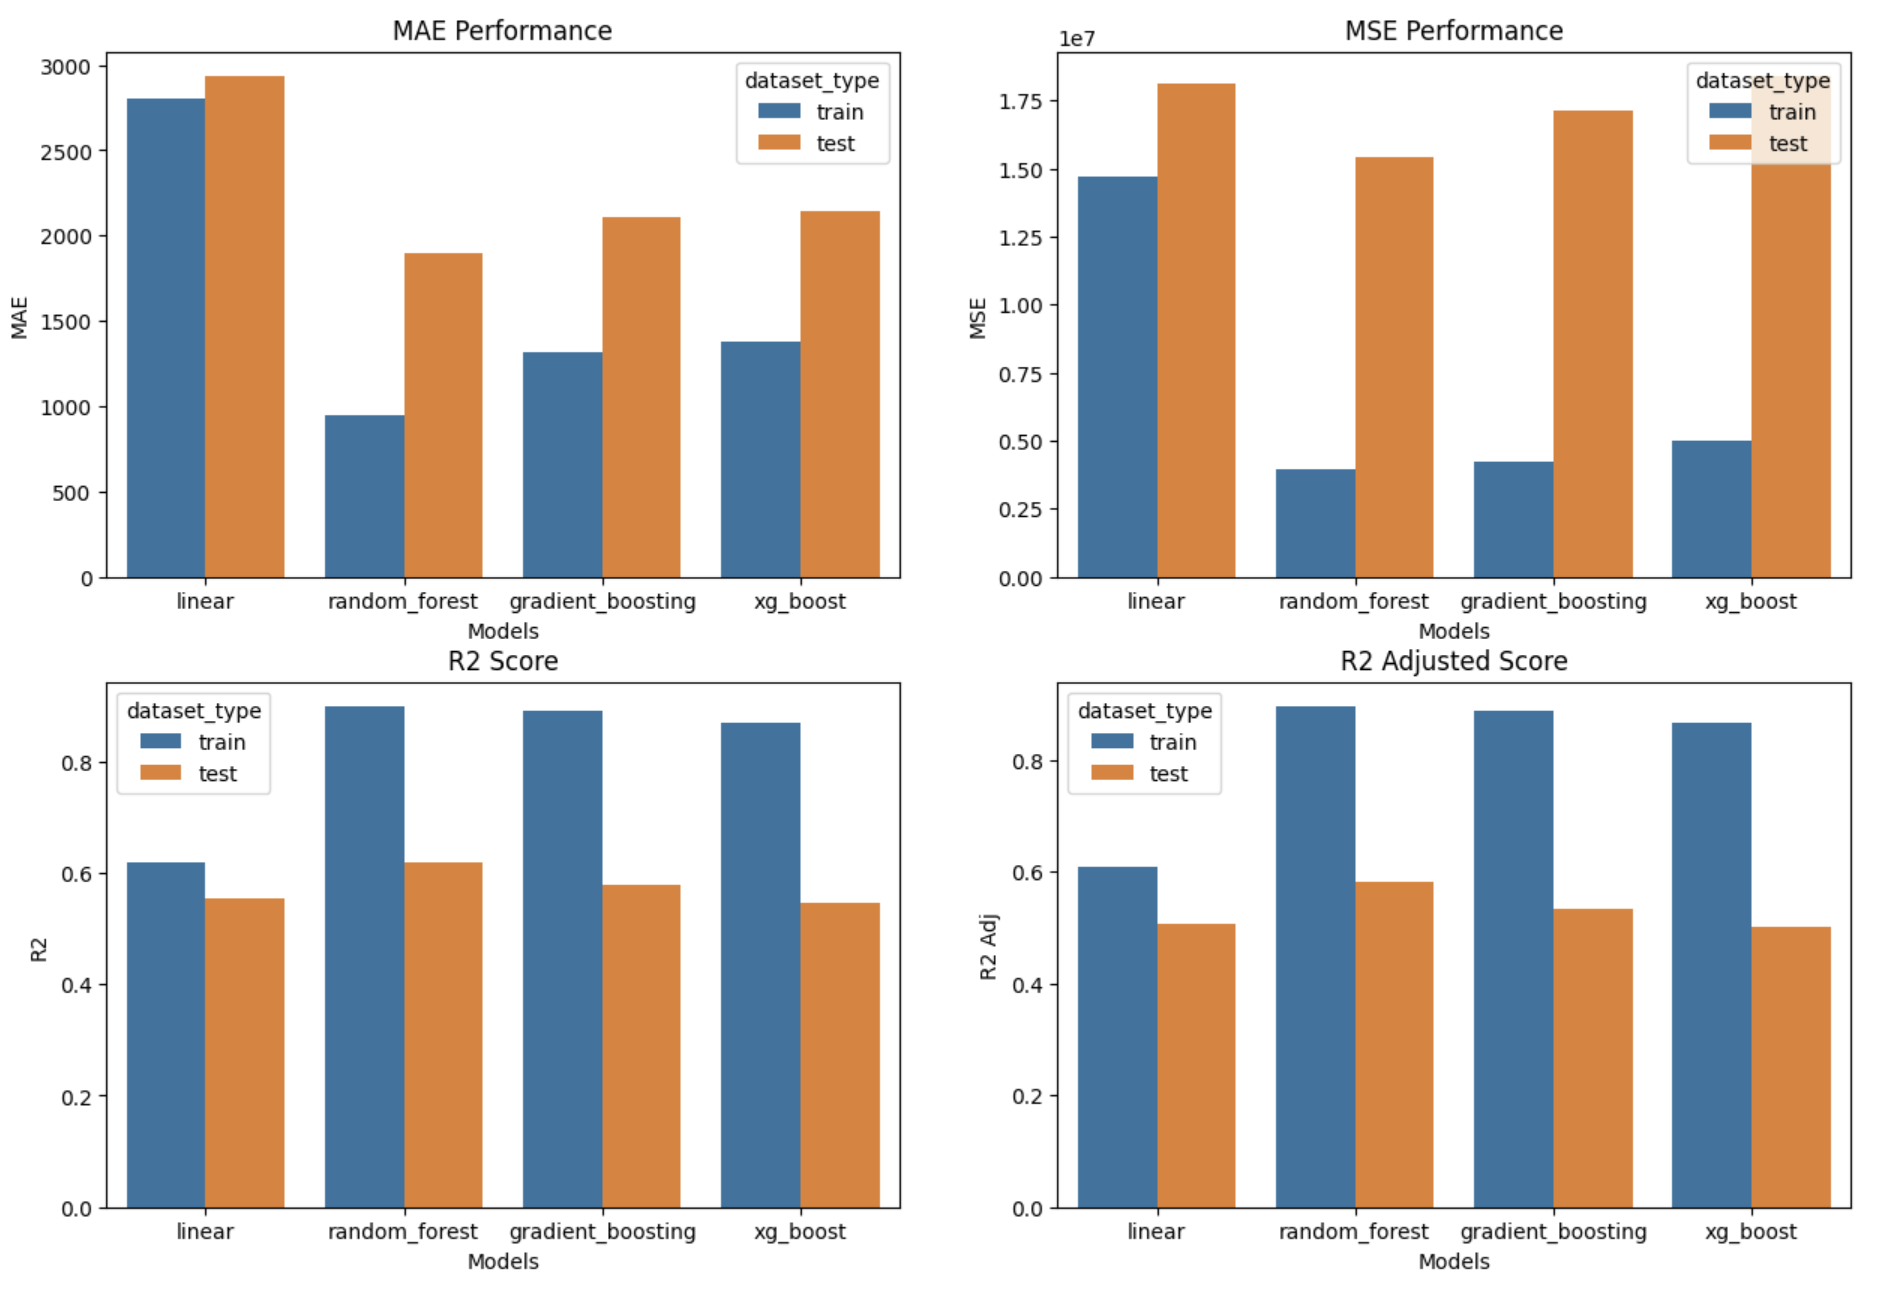 MAE Performance
3000
2500
2000
1500
1000
500
0
MAE
dataset_type
train
test
linear
random_forest
gradient_boosting
xg_boost
Models
MSE Performance
1e7
1.75
1.50
1.25
1.00
0.75
0.50
0.25
0.00
MSE
dataset_type
train
test
linear
random_forest
gradient_boosting
xg_boost
Models
R2 Score
0.8
0.6
0.4
0.2
0.0
R2
dataset_type
train
test
linear
random_forest
gradient_boosting
xg_boost
Models
R2 Adjusted Score
0.8
0.6
0.4
0.2
0.0
R2 Adj
dataset_type
train
test
linear
random_forest
gradient_boosting
xg_boost
Models